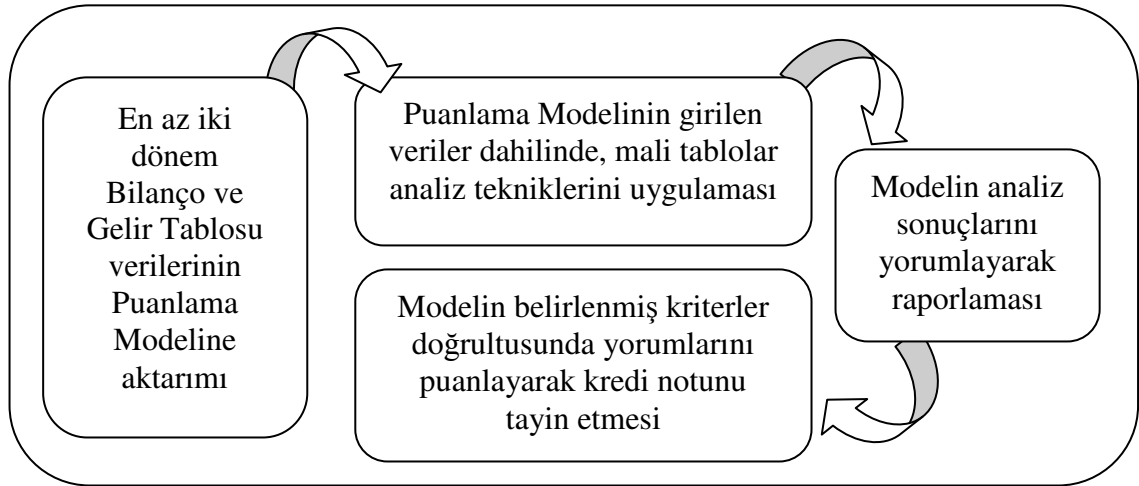 En az iki
dönem
Bilanço ve
Gelir Tablosu
verilerinin
Puanlama
Modeline
aktarımı
Puanlama Modelinin girilen
veriler dahilinde, mali tablolar
analiz tekniklerini uygulaması
Modelin analiz
sonuçlarını
yorumlayarak
raporlaması
Modelin belirlenmiş kriterler
doğrultusunda yorumlarını
puanlayarak kredi notunu
tayin etmesi